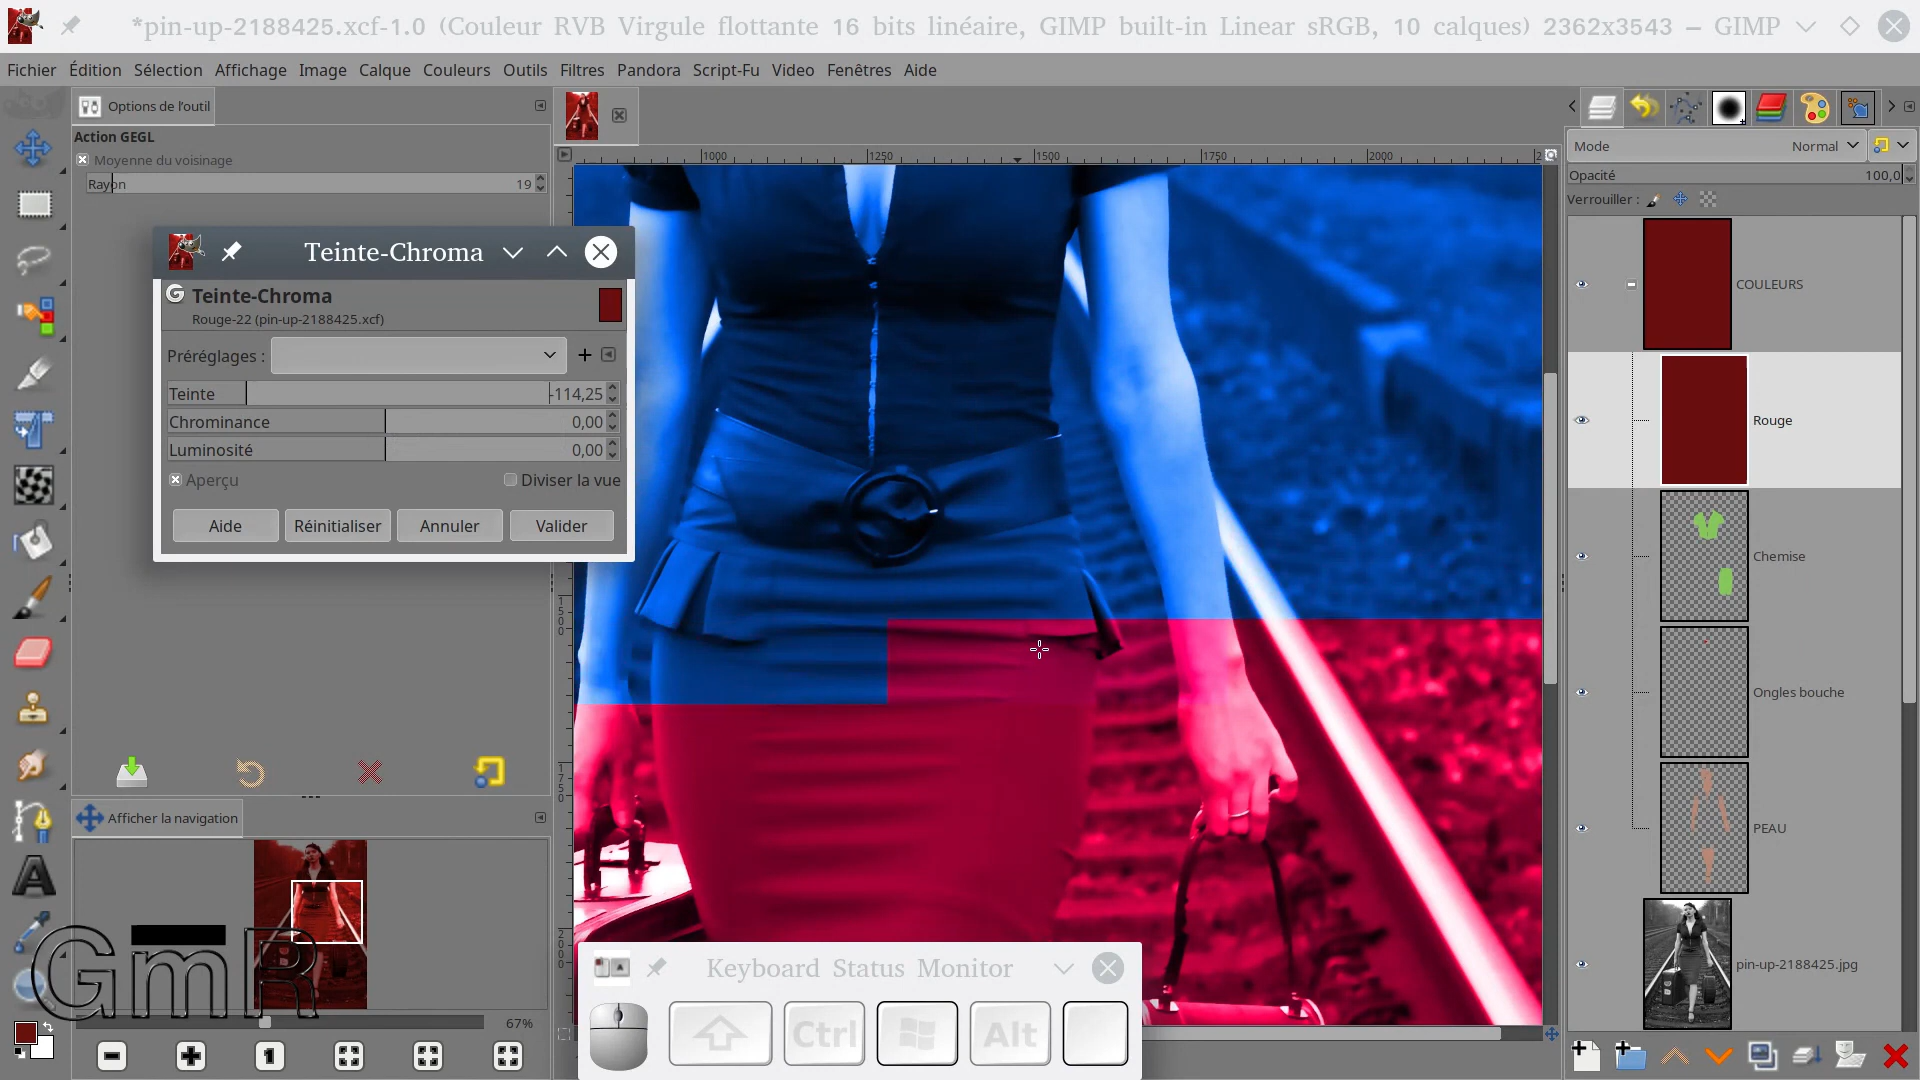 *pin-up-2188425.xcf-1.0 (Couleur RVB Virgule flottante 16 bits linéaire, GIMP built-in Linear sRGB, 10 calques) 2362x3543 – GIMP
Fichier Édition Sélection Affichage Image Calque Couleurs Outils Filtres Pandora Script-Fu Video Fenêtres Aide
Options de l'outil
Action GEGL
Moyenne du voisinage
Rayon 19
1000 1250 1500 1750 2000 2
Teinte-Chroma
Teinte-Chroma
Rouge-22 (pin-up-2188425.xcf)
Préréglages :
Teinte -114,25
Chrominance 0,00
Luminosité 0,00
Aperçu
Diviser la vue
Aide Réinitialiser Annuler Valider
1500
1750
2000
Afficher la navigation
GmR
67%
1
Keyboard Status Monitor
A
Ctrl Alt
Mode Normal
Opacité 100,0
Verrouiller :
COULEURS
Rouge
Chemise
Ongles bouche
PEAU
pin-up-2188425.jpg